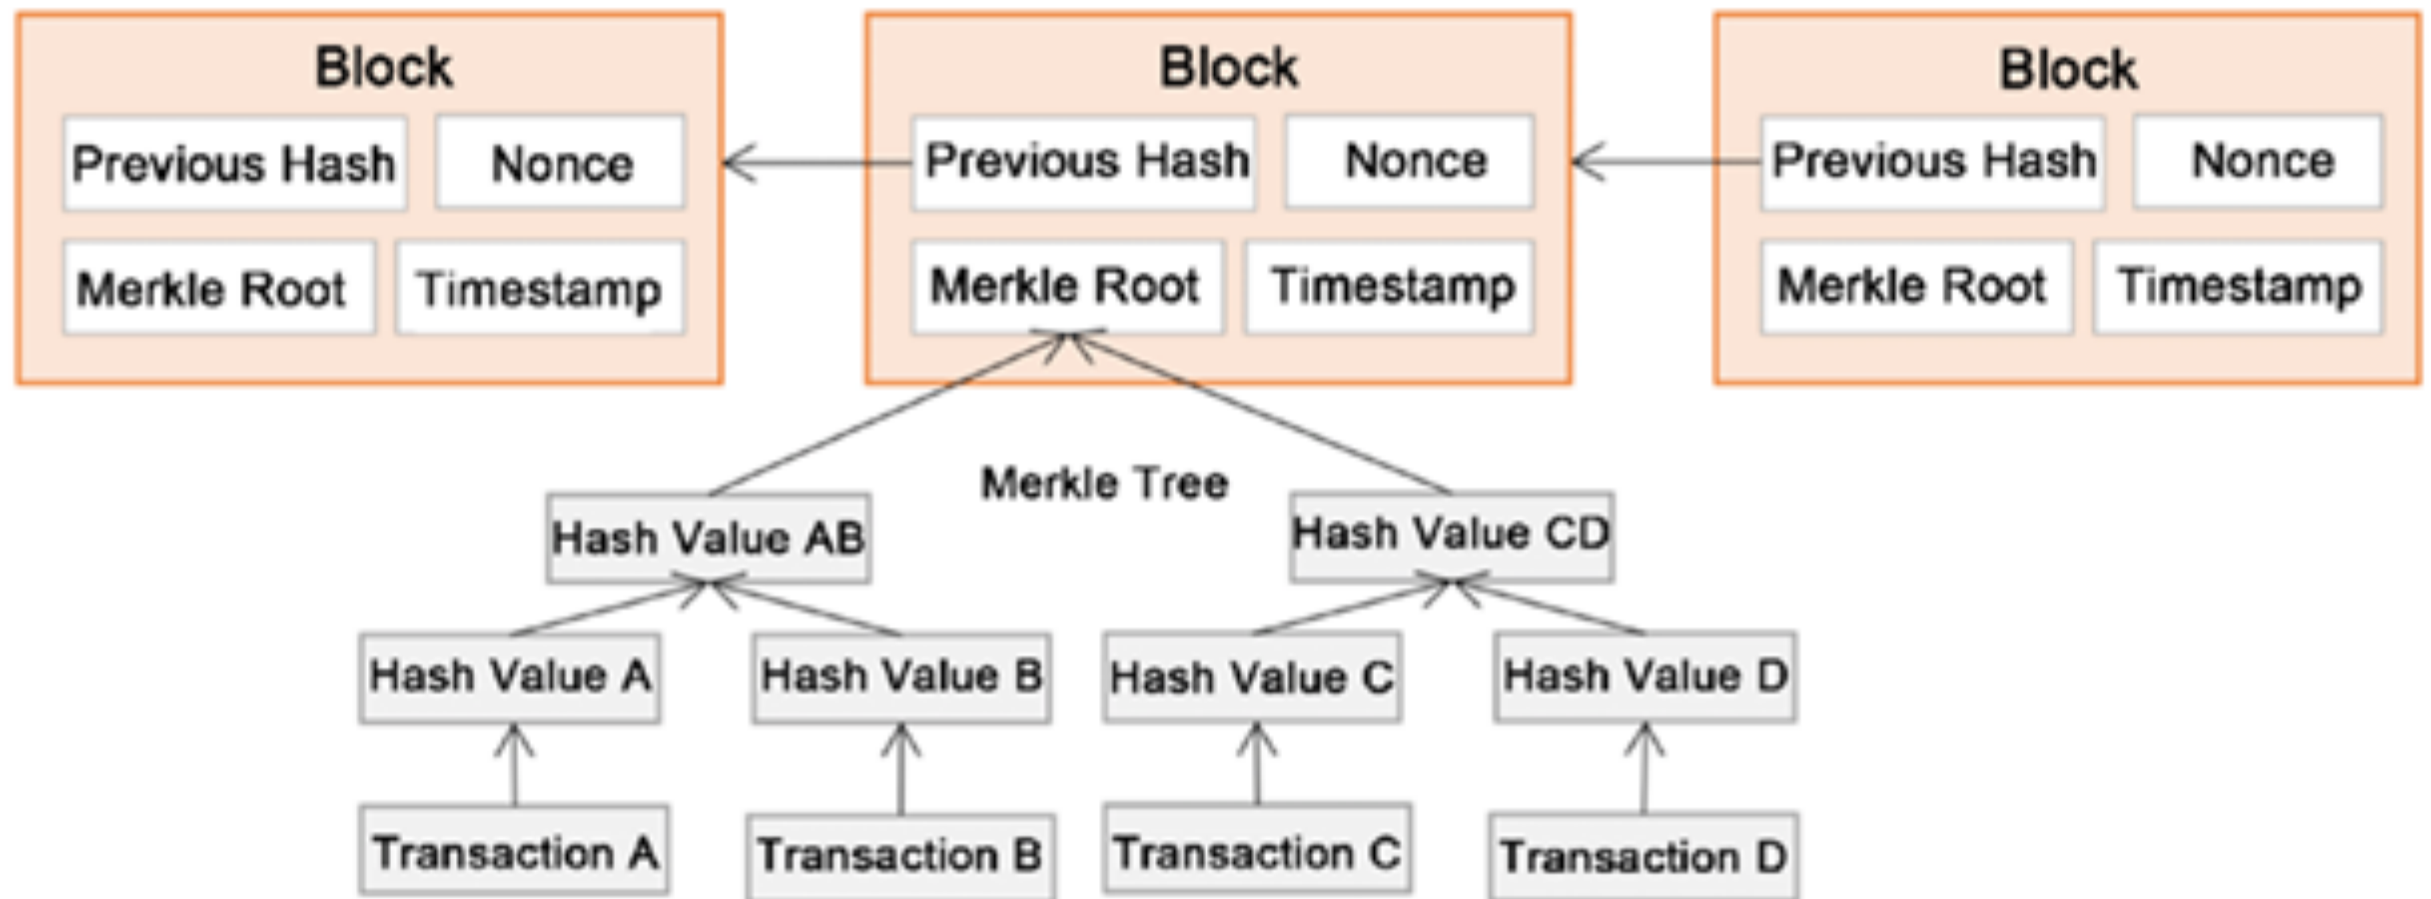 Block
Block
Block
Previous Hash
Nonce
Previous Hash
Nonce
Previous Hash
Nonce
Merkle Root
Timestamp
Merkle Root
Timestamp
Merkle Root
Timestamp
Merkle Tree
Hash Value AB
Hash Value CD
Hash Value A
Hash Value B
Hash Value C
Hash Value D
Transaction A
Transaction B
Transaction C
Transaction D